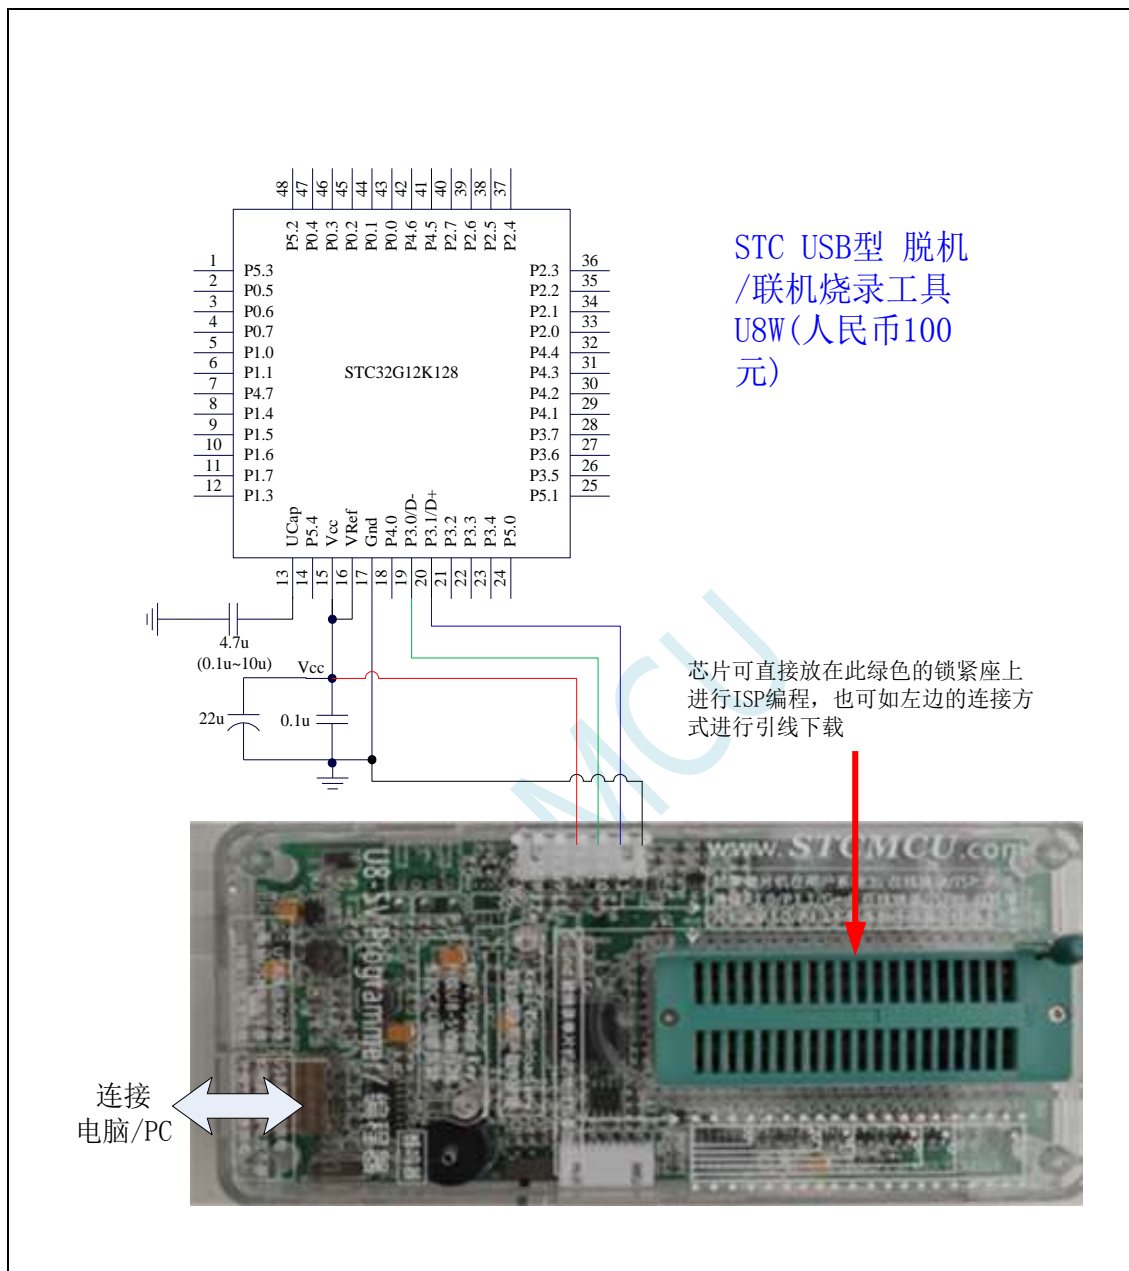 48
47
46
45
44
43
42
41
40
39
38
37
P5.2
P0.4
P0.3
P0.2
P0.1
P0.0
P4.6
P4.5
P2.7
P2.6
P2.5
P2.4
1 P5.3
2 P0.5
3 P0.6
4 P0.7
5 P1.0
6 P1.1
7 P4.7
8 P1.4
9 P1.5
10 P1.6
11 P1.7
12 P1.3
STC32G12K128
P2.3 36
P2.2 35
P2.1 34
P2.0 33
P4.4 32
P4.3 31
P4.2 30
P4.1 29
P3.7 28
P3.6 27
P3.5 26
P5.1 25
UCap
P5.4
Vcc
VRef
Gnd
P4.0
P3.0/D-
P3.1/D+
P3.2
P3.3
P3.4
P5.0
13
14
15
16
17
18
19
20
21
22
23
24
STC USB型 脱机
/联机烧录工具
U8W(人民币100
元)
4.7u
(0.1u~10u)
Vcc
22u
0.1u
芯片可直接放在此绿色的锁紧座上
进行ISP编程，也可如左边的连接方
式进行引线下载
MCU
www.STCMCU.com
U8-5V Programmer/编程器
连接
电脑/PC